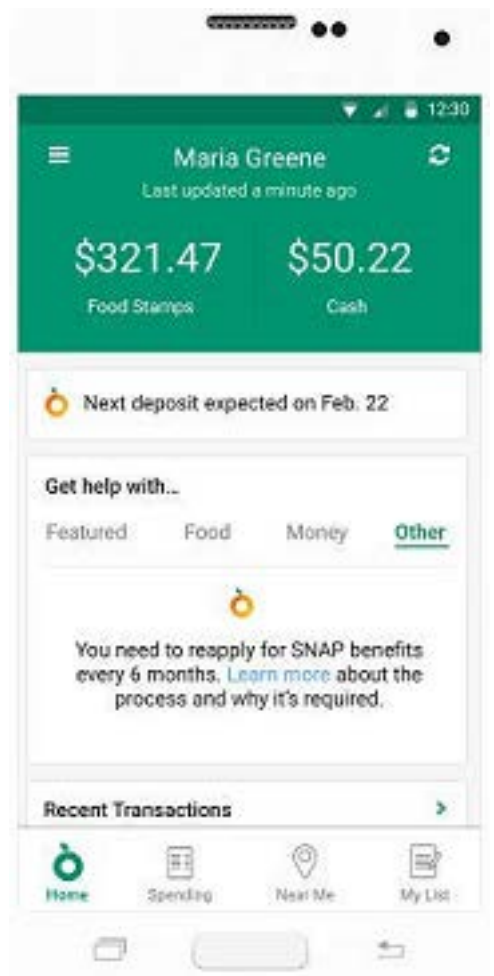 12:30
Maria Greene
Last updated a minute ago
$321.47 $50.22
Food Stamps Cash
Next deposit expected on Feb. 22
Get help with...
Featured Food Money Other
You need to reapply for SNAP benefits
every 6 months. Learn more about the
process and why it's required.
Recent Transactions
Home Spending Near Me My List